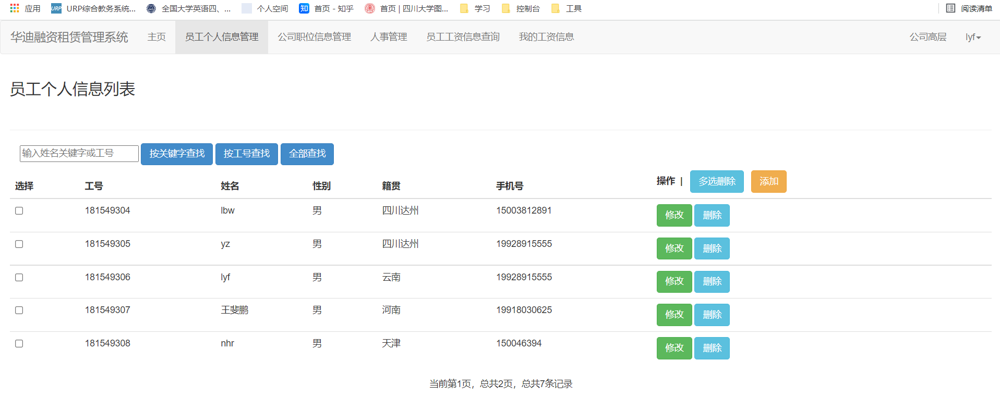 应用 URP URP综合教务系统... 全国大学英语四、... 个人空间 知 首页 - 知乎 首页 | 四川大学图... 学习 控制台 工具 阅读清单
华迪融资租赁管理系统 主页 员工个人信息管理 公司职位信息管理 人事管理 员工工资信息查询 我的工资信息 公司高层 lyf
员工个人信息列表
输入姓名关键字或工号 按关键字查找 按工号查找 全部查找
选择 工号 姓名 性别 籍贯 手机号 操作 | 多选删除 添加
181549304 lbw 男 四川达州 15003812891 修改 删除
181549305 yz 男 四川达州 19928915555 修改 删除
181549306 lyf 男 云南 19928915555 修改 删除
181549307 王斐鹏 男 河南 19918030625 修改 删除
181549308 nhr 男 天津 150046394 修改 删除
当前第1页，总共2页，总共7条记录